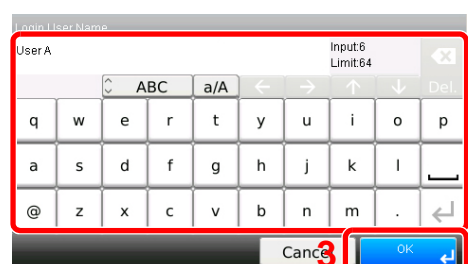 Login User Name
User A
Input:6
Limit:64
ABC a/A Del.
q w e r t y u i o p
a s d f g h j k l
@ z x c v b n m .
Cancel 3 OK